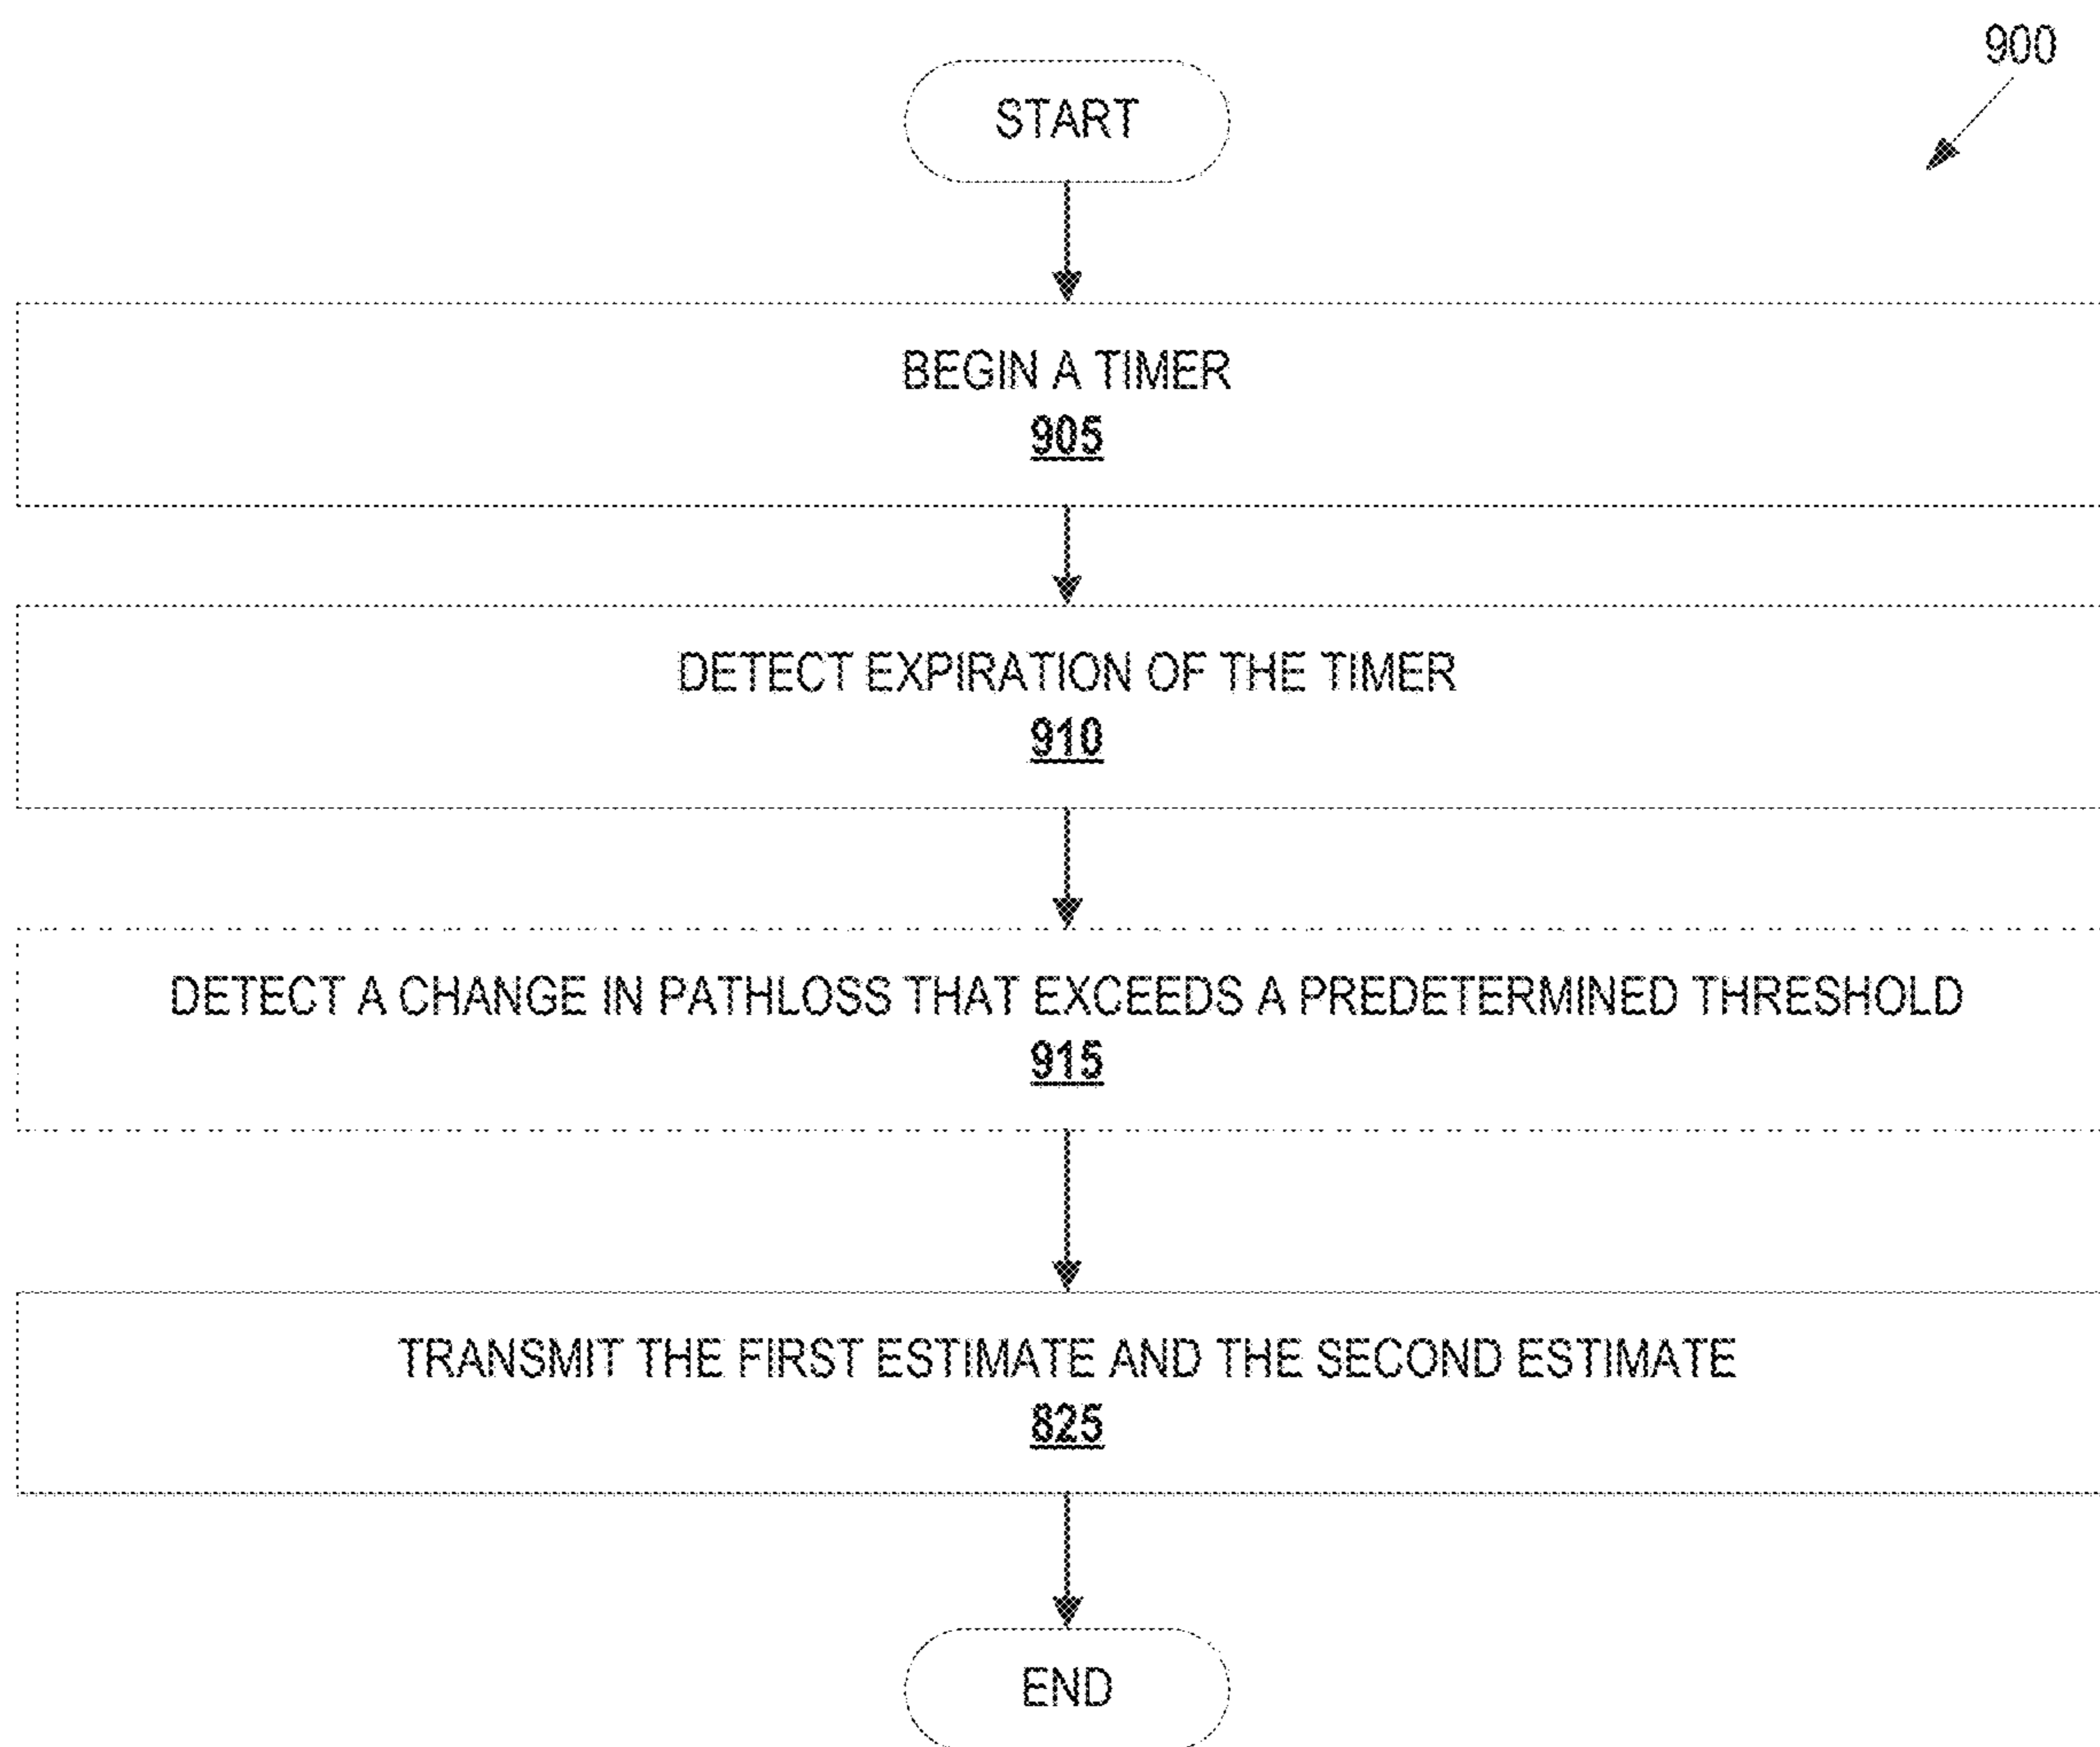 900
START
BEGIN A TIMER
905
DETECT EXPIRATION OF THE TIMER
910
DETECT A CHANGE IN PATHLOSS THAT EXCEEDS A PREDETERMINED THRESHOLD
915
TRANSMIT THE FIRST ESTIMATE AND THE SECOND ESTIMATE
825
END